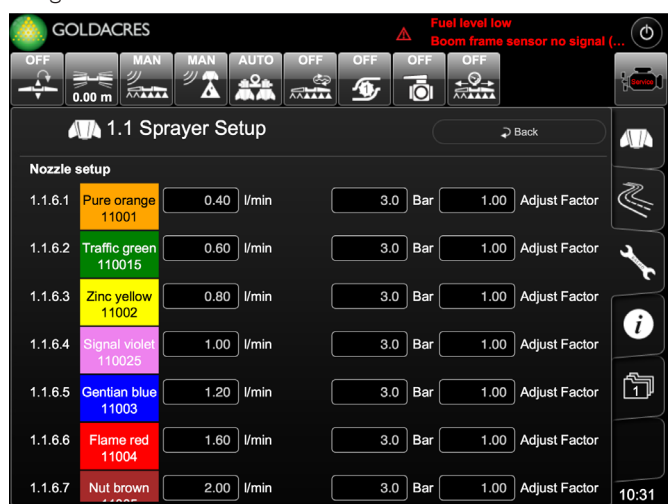 GOLDACRES
Fuel level low
Boom frame sensor no signal (...
OFF MAN MAN AUTO OFF OFF OFF OFF
0.00 m
1
Service
1.1 Sprayer Setup
Back
Nozzle setup
1.1.6.1 Pure orange 11001 0.40 l/min 3.0 Bar 1.00 Adjust Factor
1.1.6.2 Traffic green 110015 0.60 l/min 3.0 Bar 1.00 Adjust Factor
1.1.6.3 Zinc yellow 11002 0.80 l/min 3.0 Bar 1.00 Adjust Factor
1.1.6.4 Signal violet 110025 1.00 l/min 3.0 Bar 1.00 Adjust Factor
1.1.6.5 Gentian blue 11003 1.20 l/min 3.0 Bar 1.00 Adjust Factor
1.1.6.6 Flame red 11004 1.60 l/min 3.0 Bar 1.00 Adjust Factor
1.1.6.7 Nut brown 2.00 l/min 3.0 Bar 1.00 Adjust Factor
i
1
10:31